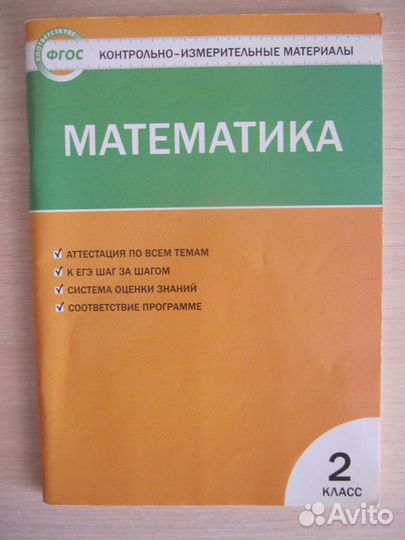 СООТВЕТСТВУЕТ
ФГОС
КОНТРОЛЬНО-ИЗМЕРИТЕЛЬНЫЕ МАТЕРИАЛЫ
МАТЕМАТИКА
АТТЕСТАЦИЯ ПО ВСЕМ ТЕМАМ
К ЕГЭ ШАГ ЗА ШАГОМ
СИСТЕМА ОЦЕНКИ ЗНАНИЙ
СООТВЕТСТВИЕ ПРОГРАММЕ
2
КЛАСС
Avito